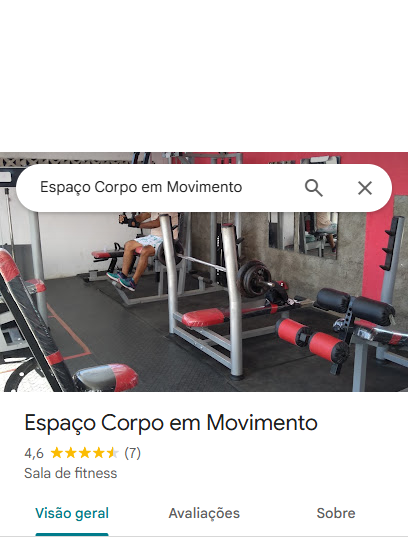 Espaço Corpo em Movimento
Espaço Corpo em Movimento
4,6 (7)
Sala de fitness
Visão geral Avaliações Sobre